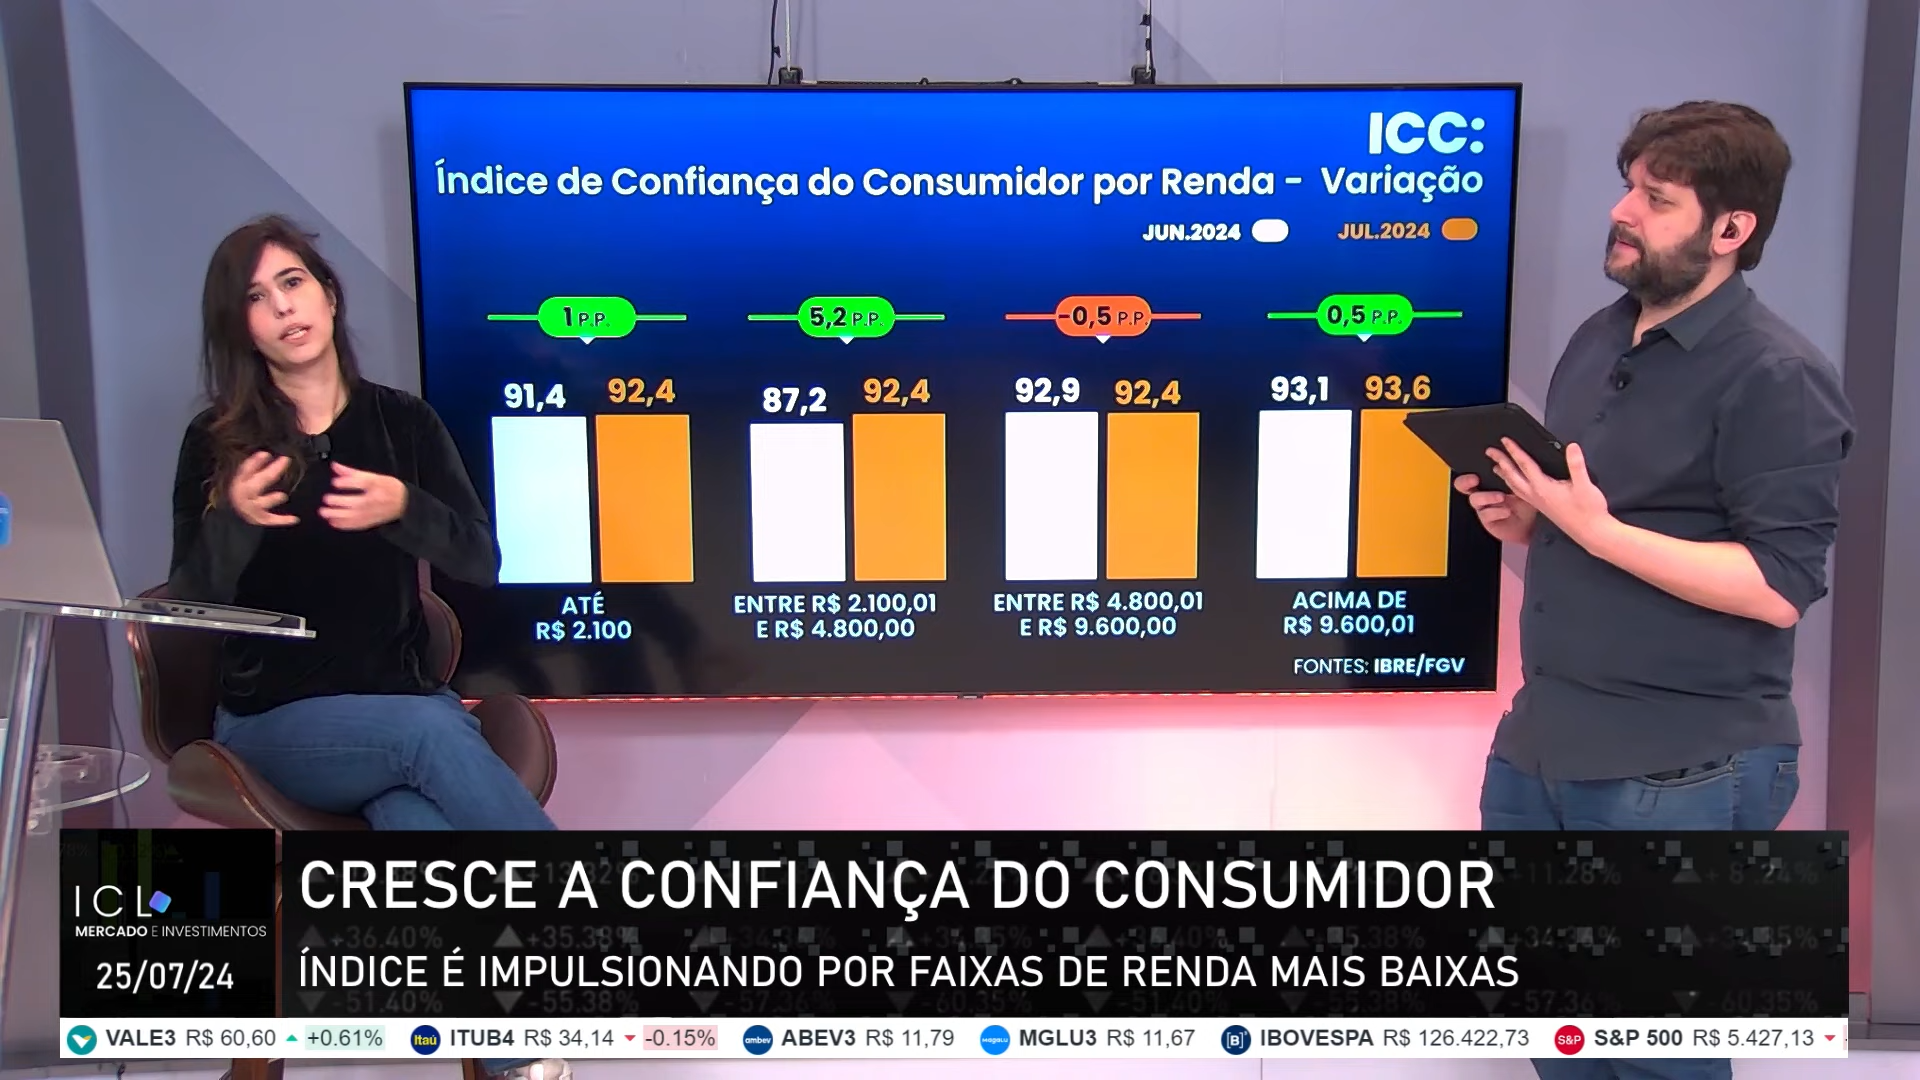 ICC:
Índice de Confiança do Consumidor por Renda - Variação
JUN.2024 JUL.2024
1 P.P. 5,2 P.P. -0,5 P.P. 0,5 P.P.
91,4 92,4 87,2 92,4 92,9 92,4 93,1 93,6
ATÉ
R$ 2.100
ENTRE R$ 2.100,01
E R$ 4.800,00
ENTRE R$ 4.800,01
E R$ 9.600,00
ACIMA DE
R$ 9.600,01
FONTES: IBRE/FGV
ICL
MERCADO E INVESTIMENTOS
25/07/24
CRESCE A CONFIANÇA DO CONSUMIDOR
ÍNDICE É IMPULSIONANDO POR FAIXAS DE RENDA MAIS BAIXAS
VALE3 R$ 60,60 +0.61% Itaú ITUB4 R$ 34,14 -0.15% ambev ABEV3 R$ 11,79 MagaLu MGLU3 R$ 11,67 [B] IBOVESPA R$ 126.422,73 S&P S&P 500 R$ 5.427,13